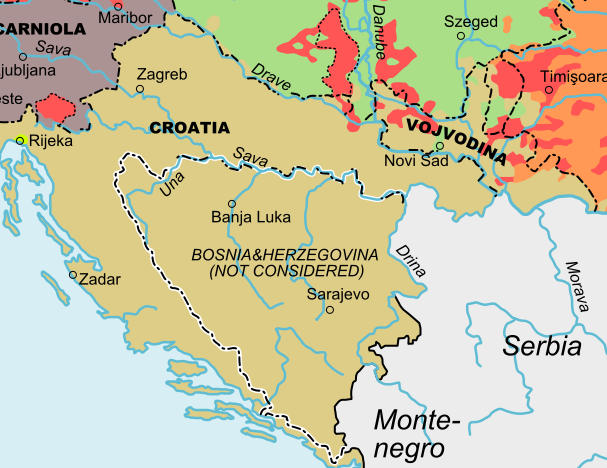 Maribor
CARNIOLA
Danube
Szeged
Sava
jubljana
Zagreb
Drave
Timişoara
este
Rijeka
CROATIA
VOJVODINA
Novi Sad
Sava
Una
Banja Luka
BOSNIA&HERZEGOVINA
(NOT CONSIDERED)
Drina
Morava
Zadar
Sarajevo
Serbia
Monte-
negro